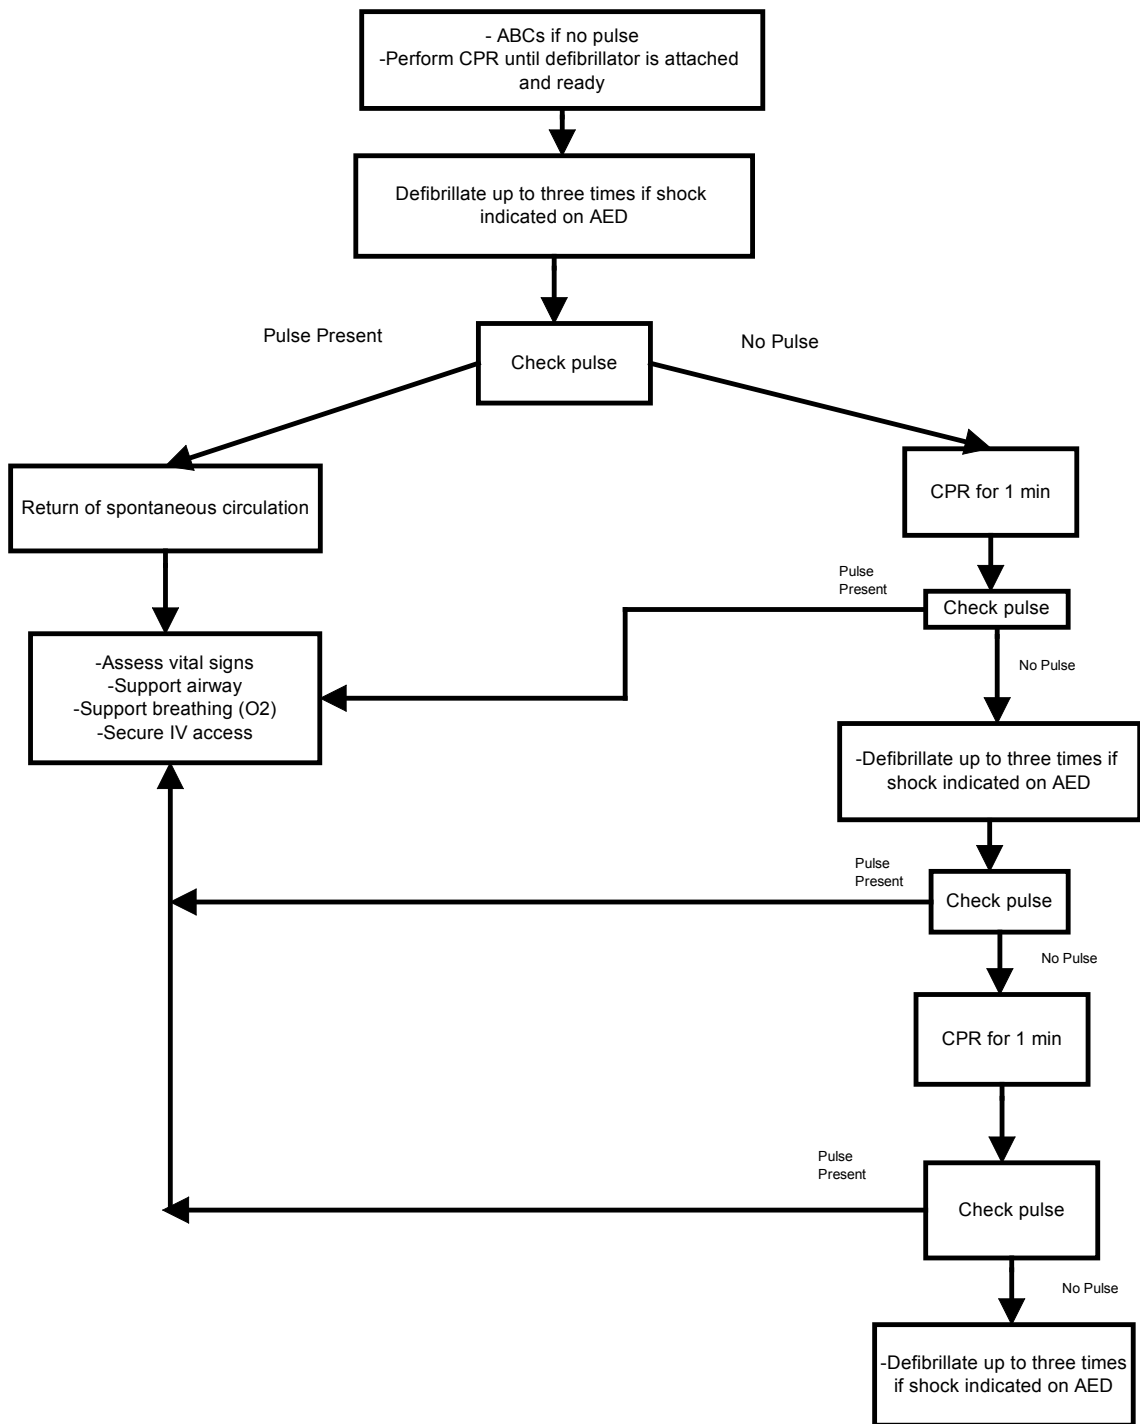 - ABCs if no pulse
-Perform CPR until defibrillator is attached
and ready
Defibrillate up to three times if shock
indicated on AED
Pulse Present
No Pulse
Check pulse
Return of spontaneous circulation
CPR for 1 min
Pulse
Present
Check pulse
-Assess vital signs
-Support airway
-Support breathing (O2)
-Secure IV access
No Pulse
-Defibrillate up to three times if
shock indicated on AED
Pulse
Present
Check pulse
No Pulse
CPR for 1 min
Pulse
Present
Check pulse
No Pulse
-Defibrillate up to three times
if shock indicated on AED